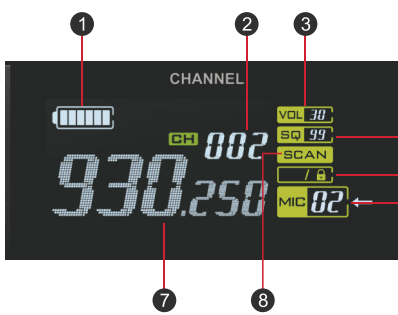 1 2 3
CHANNEL
VOL 30
CH 002 SQ 99
SCAN
930.250 /
MIC 02
7 8